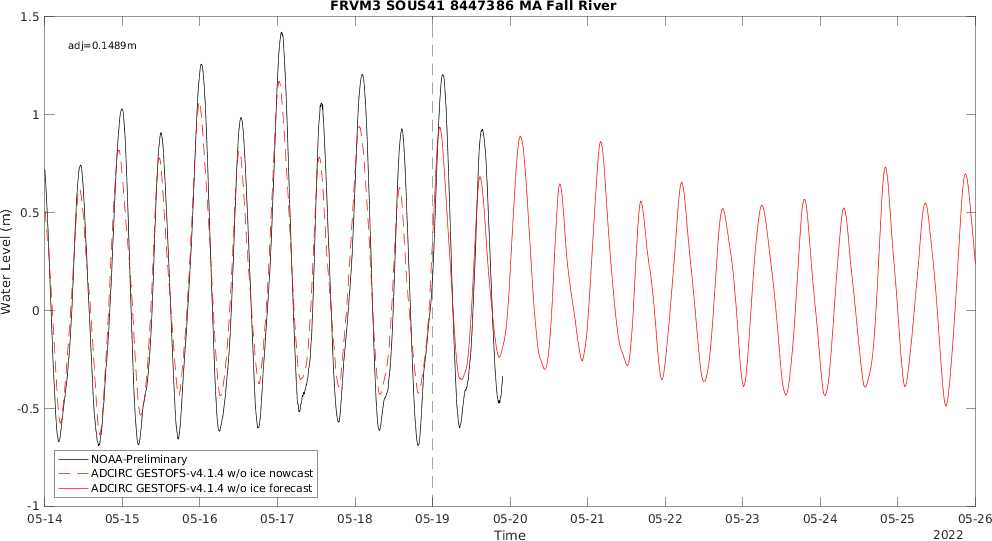 FRVM3 SOUS41 8447386 MA Fall River
1.5
adj=0.1489m
1
0.5
0
-0.5
-1
Water Level (m)
NOAA-Preliminary
ADCIRC GESTOFS-v4.1.4 w/o ice nowcast
ADCIRC GESTOFS-v4.1.4 w/o ice forecast
05-14 05-15 05-16 05-17 05-18 05-19 05-20 05-21 05-22 05-23 05-24 05-25 05-26
Time
2022